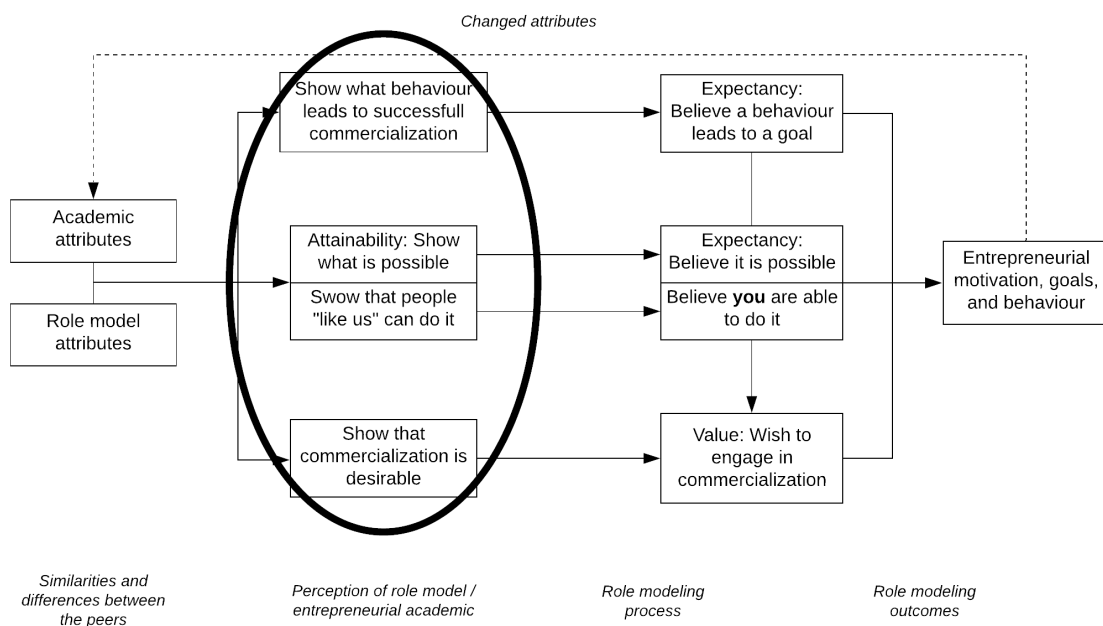 Changed attributes
Show what behaviour
leads to successfull
commercialization
Expectancy:
Believe a behaviour
leads to a goal
Academic
attributes
Role model
attributes
Attainability: Show
what is possible
Swow that people
"like us" can do it
Expectancy:
Believe it is possible
Believe you are able
to do it
Entrepreneurial
motivation, goals,
and behaviour
Show that
commercialization is
desirable
Value: Wish to
engage in
commercialization
Similarities and
differences between
the peers
Perception of role model /
entrepreneurial academic
Role modeling
process
Role modeling
outcomes